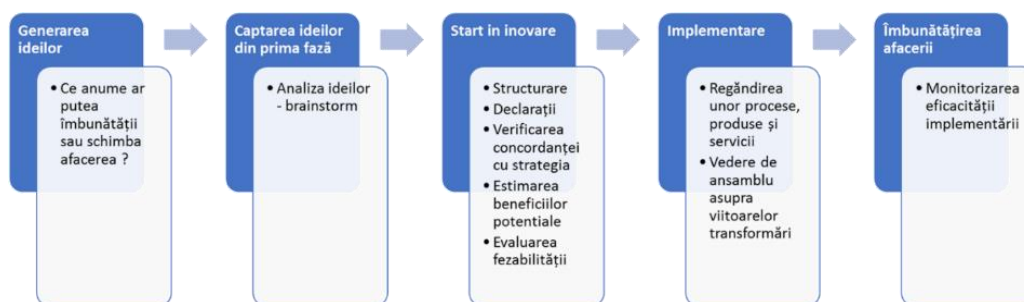 Generarea
ideilor
• Ce anume ar
putea
îmbunătății
sau schimba
afacerea ?
Captarea ideilor
din prima fază
• Analiza ideilor
- brainstorm
Start in inovare
• Structurare
• Declarații
• Verificarea
concordanței
cu strategia
• Estimarea
beneficiilor
potentiale
• Evaluarea
fezabilității
Implementare
• Regândirea
unor procese,
produse și
servicii
• Vedere de
ansamblu
asupra
viitoarelor
transformări
Îmbunătățirea
afacerii
• Monitorizarea
eficacității
implementării